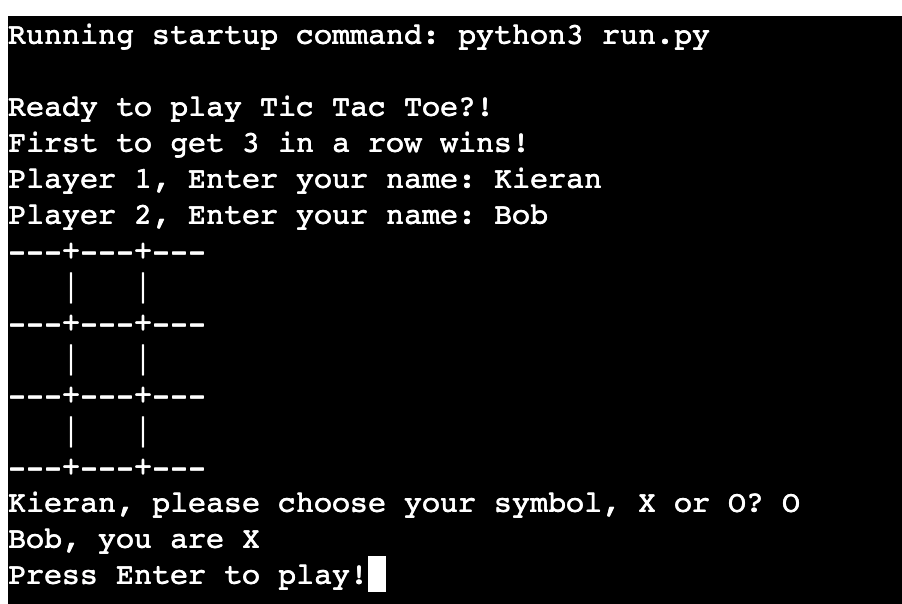 Running startup command: python3 run.py
Ready to play Tic Tac Toe?!
First to get 3 in a row wins!
Player 1, Enter your name: Kieran
Player 2, Enter your name: Bob
---+---+---
   |   |
---+---+---
   |   |
---+---+---
   |   |
---+---+---
Kieran, please choose your symbol, X or O? O
Bob, you are X
Press Enter to play!